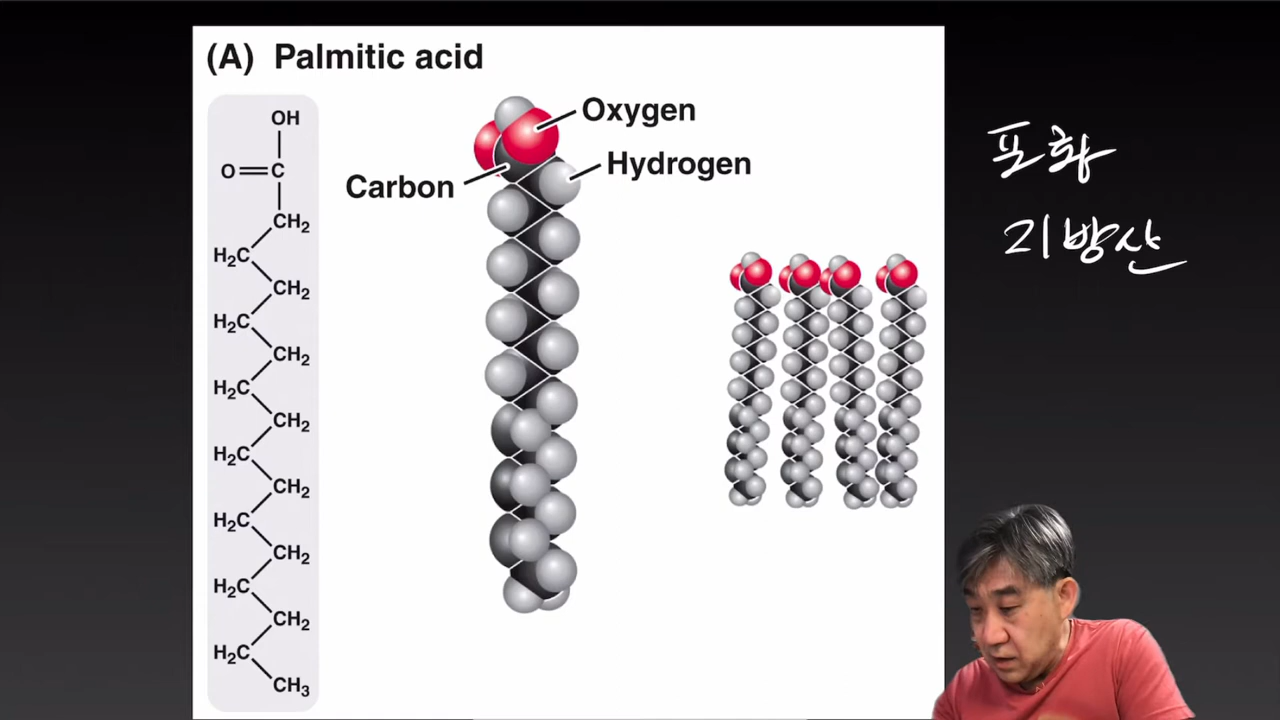 (A) Palmitic acid
OH
O=C
CH₂
H₂C
CH₂
H₂C
CH₂
H₂C
CH₂
H₂C
CH₂
H₂C
CH₂
H₂C
CH₂
H₂C
CH₃
Oxygen
Hydrogen
Carbon
포화
지방산